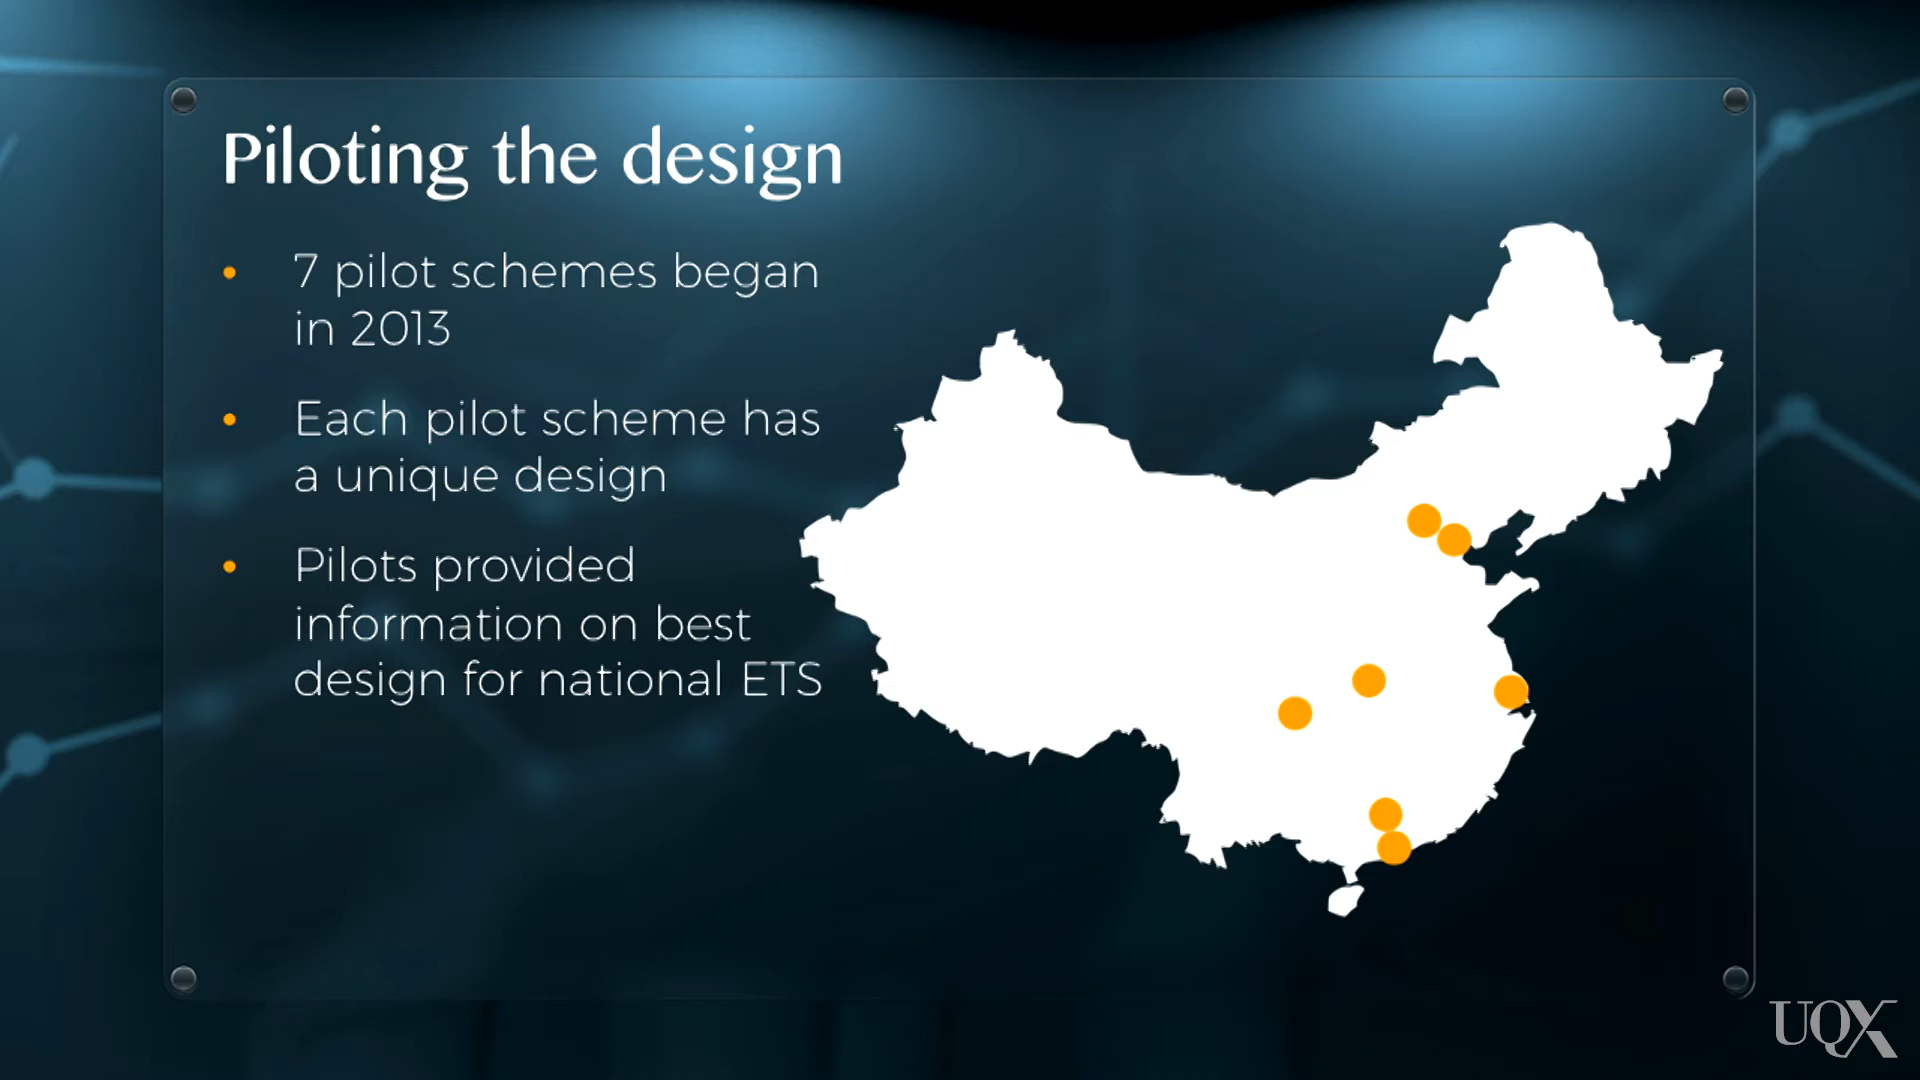 Piloting the design
• 7 pilot schemes began
in 2013
• Each pilot scheme has
a unique design
• Pilots provided
information on best
design for national ETS
UQX